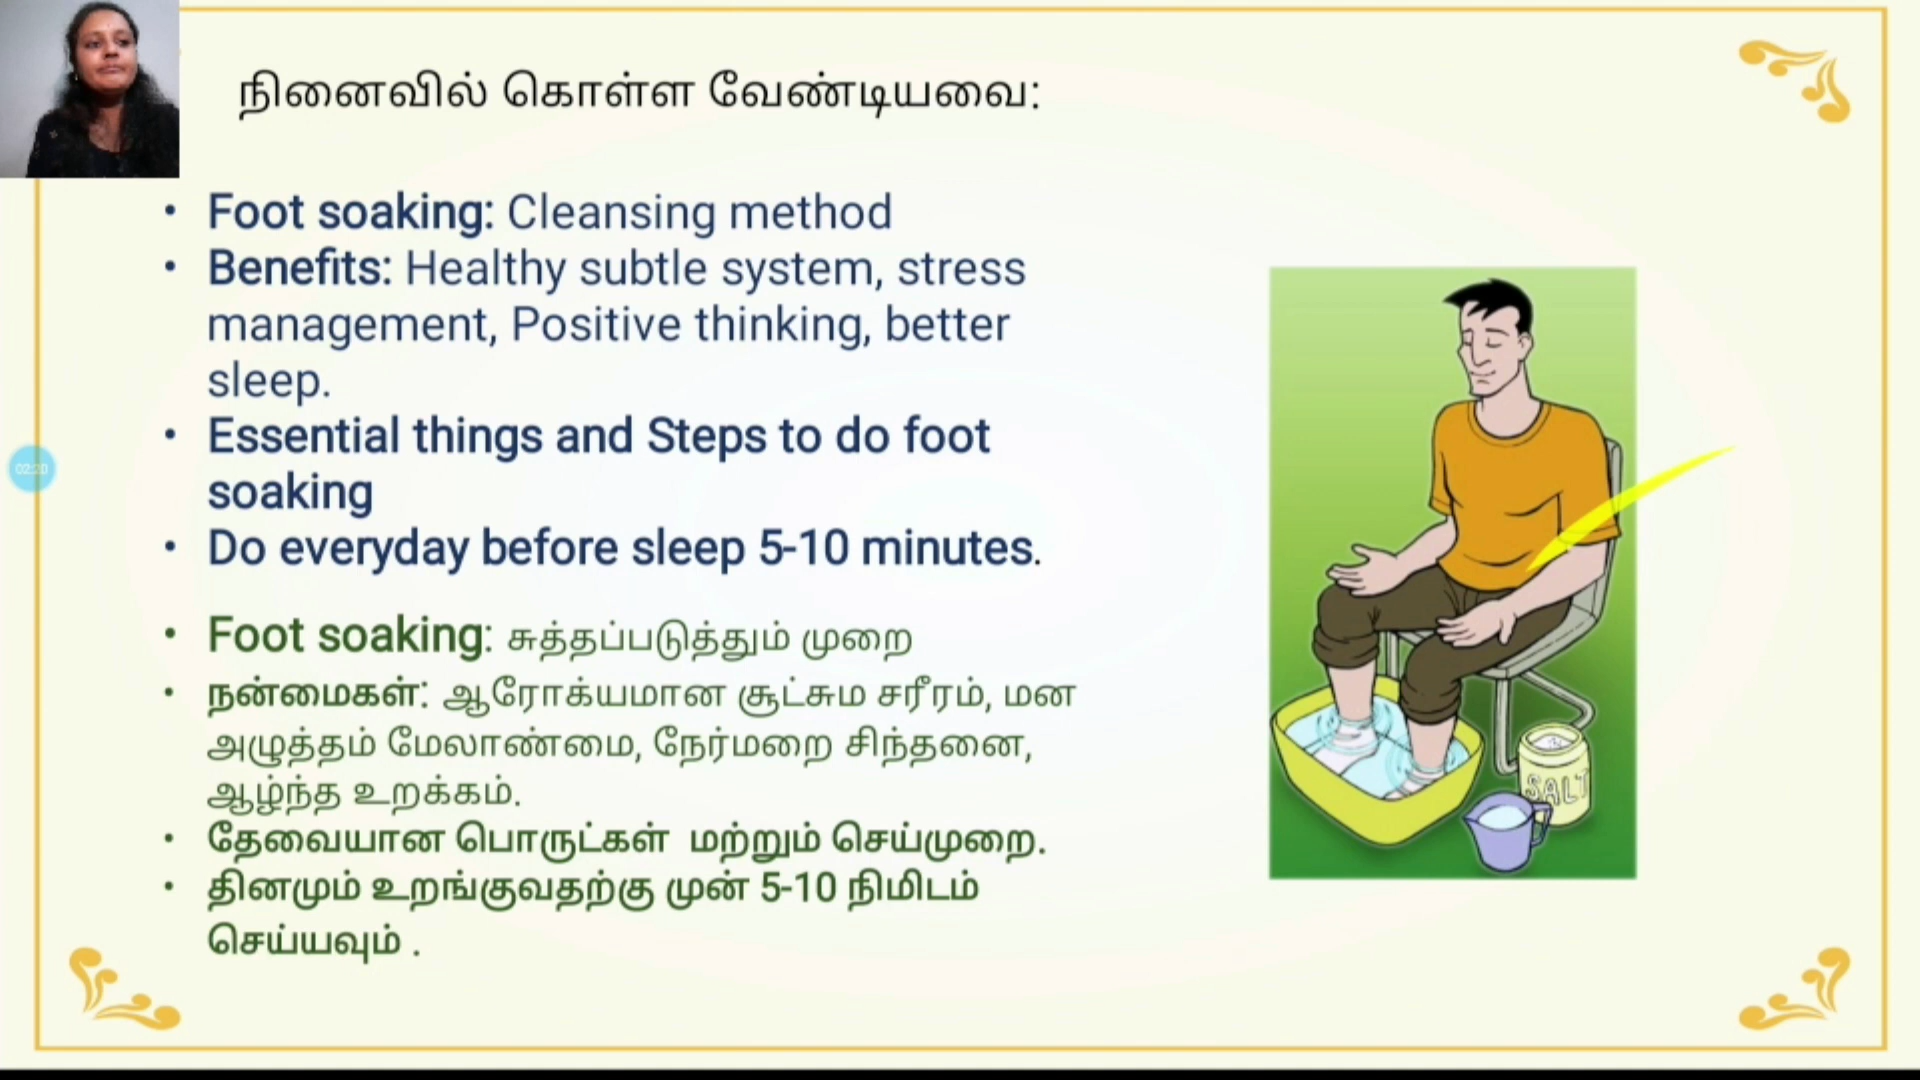 நினைவில் கொள்ள வேண்டியவை:
• Foot soaking: Cleansing method
• Benefits: Healthy subtle system, stress
management, Positive thinking, better
sleep.
• Essential things and Steps to do foot
soaking
• Do everyday before sleep 5-10 minutes.
02:20
• Foot soaking: சுத்தப்படுத்தும் முறை
• நன்மைகள்: ஆரோக்யமான சூட்சும சரீரம், மன
அழுத்தம் மேலாண்மை, நேர்மறை சிந்தனை,
ஆழ்ந்த உறக்கம்.
• தேவையான பொருட்கள் மற்றும் செய்முறை.
• தினமும் உறங்குவதற்கு முன் 5-10 நிமிடம்
செய்யவும் .
SALT